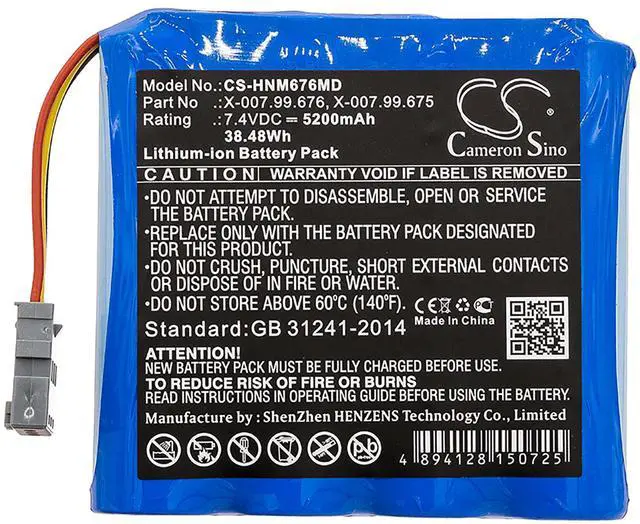 Model No.:CS-HNM676MD
Part No .:X-007.99.676, X-007.99.675
Rating :7.4VDC ⎓ 5200mAh
38.48Wh
Lithium-ion Battery Pack
CS
Cameron Sino
CAUTION WARRANTY VOID IF LABEL IS REMOVED
•DO NOT ATTEMPT TO DISASSEMBLE, OPEN OR SERVICE
THE BATTERY PACK.
•REPLACE ONLY WITH THE BATTERY PACK DESIGNATED
FOR THIS PRODUCT.
•DO NOT CRUSH, PUNCTURE, SHORT EXTERNAL CONTACTS
OR DISPOSE OF IN FIRE OR WATER.
•DO NOT STORE ABOVE 60℃ (140℉).
CE
Made in China
Standard:GB 31241-2014
ATTENTION!
NEW BATTERY PACK MUST BE FULLY CHARGED BEFORE USE.
TO REDUCE RISK OF FIRE OR BURNS
READ INSTRUCTIONS IN OPERATING GUIDE BEFORE USING BATTERY.
Manufacture by : ShenZhen HENZENS Technology Co., Limited
Pb
4 894128 150725